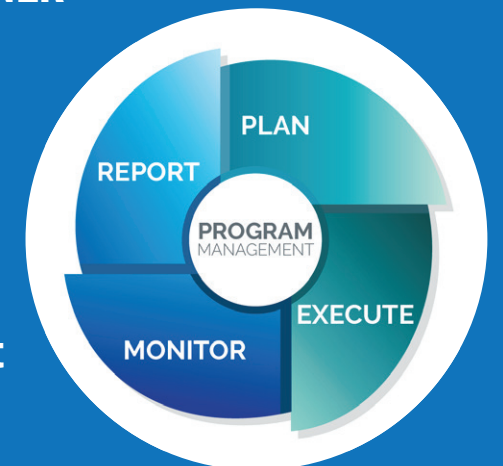 PLAN
REPORT
PROGRAM
MANAGEMENT
EXECUTE
MONITOR